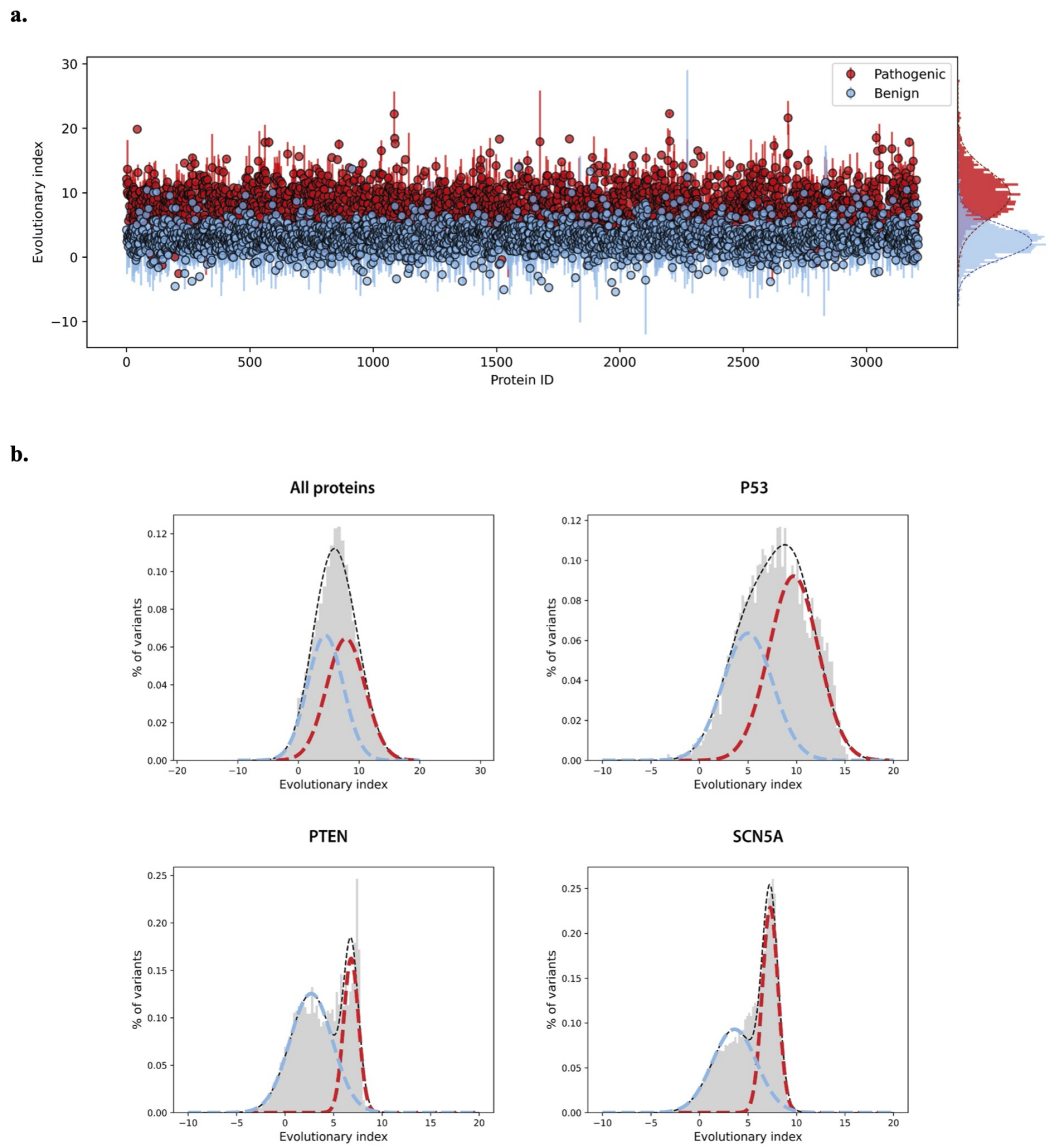 a.
30
20
10
0
−10
Evolutionary index
Pathogenic
Benign
0 500 1000 1500 2000 2500 3000
Protein ID
b.
All proteins
0.12
0.10
0.08
0.06
0.04
0.02
0.00
% of variants
−20 −10 0 10 20 30
Evolutionary index
P53
0.12
0.10
0.08
0.06
0.04
0.02
0.00
% of variants
−10 −5 0 5 10 15 20
Evolutionary index
PTEN
0.25
0.20
0.15
0.10
0.05
0.00
% of variants
−10 −5 0 5 10 15 20
Evolutionary index
SCN5A
0.25
0.20
0.15
0.10
0.05
0.00
% of variants
−10 −5 0 5 10 15 20
Evolutionary index